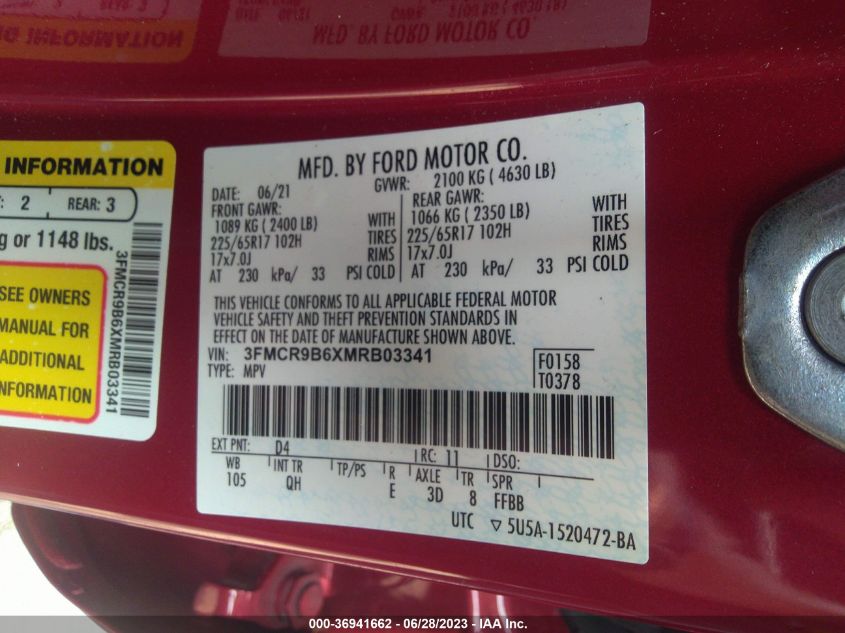 MFD. BY FORD MOTOR CO.
INFORMATION
2 REAR: 3
g or 1148 lbs.
SEE OWNERS
MANUAL FOR
ADDITIONAL
INFORMATION
3FMCR9B6XMRB03341
MFD. BY FORD MOTOR CO.
DATE: 06/21 GVWR: 2100 KG ( 4630 LB)
FRONT GAWR: REAR GAWR:
1089 KG ( 2400 LB) WITH 1066 KG ( 2350 LB) WITH
225/65R17 102H TIRES 225/65R17 102H TIRES
17x7.0J RIMS 17x7.0J RIMS
AT 230 kPa/ 33 PSI COLD AT 230 kPa/ 33 PSI COLD
THIS VEHICLE CONFORMS TO ALL APPLICABLE FEDERAL MOTOR
VEHICLE SAFETY AND THEFT PREVENTION STANDARDS IN
EFFECT ON THE DATE OF MANUFACTURE SHOWN ABOVE.
VIN: 3FMCR9B6XMRB03341 F0158
TYPE: MPV T0378
EXT PNT: D4 RC: 11 DSO:
WB INT TR TP/PS R AXLE TR SPR
105 QH E 3D 8 FFBB
UTC ▽ 5U5A-1520472-BA
000-36941662 - 06/28/2023 - IAA Inc.